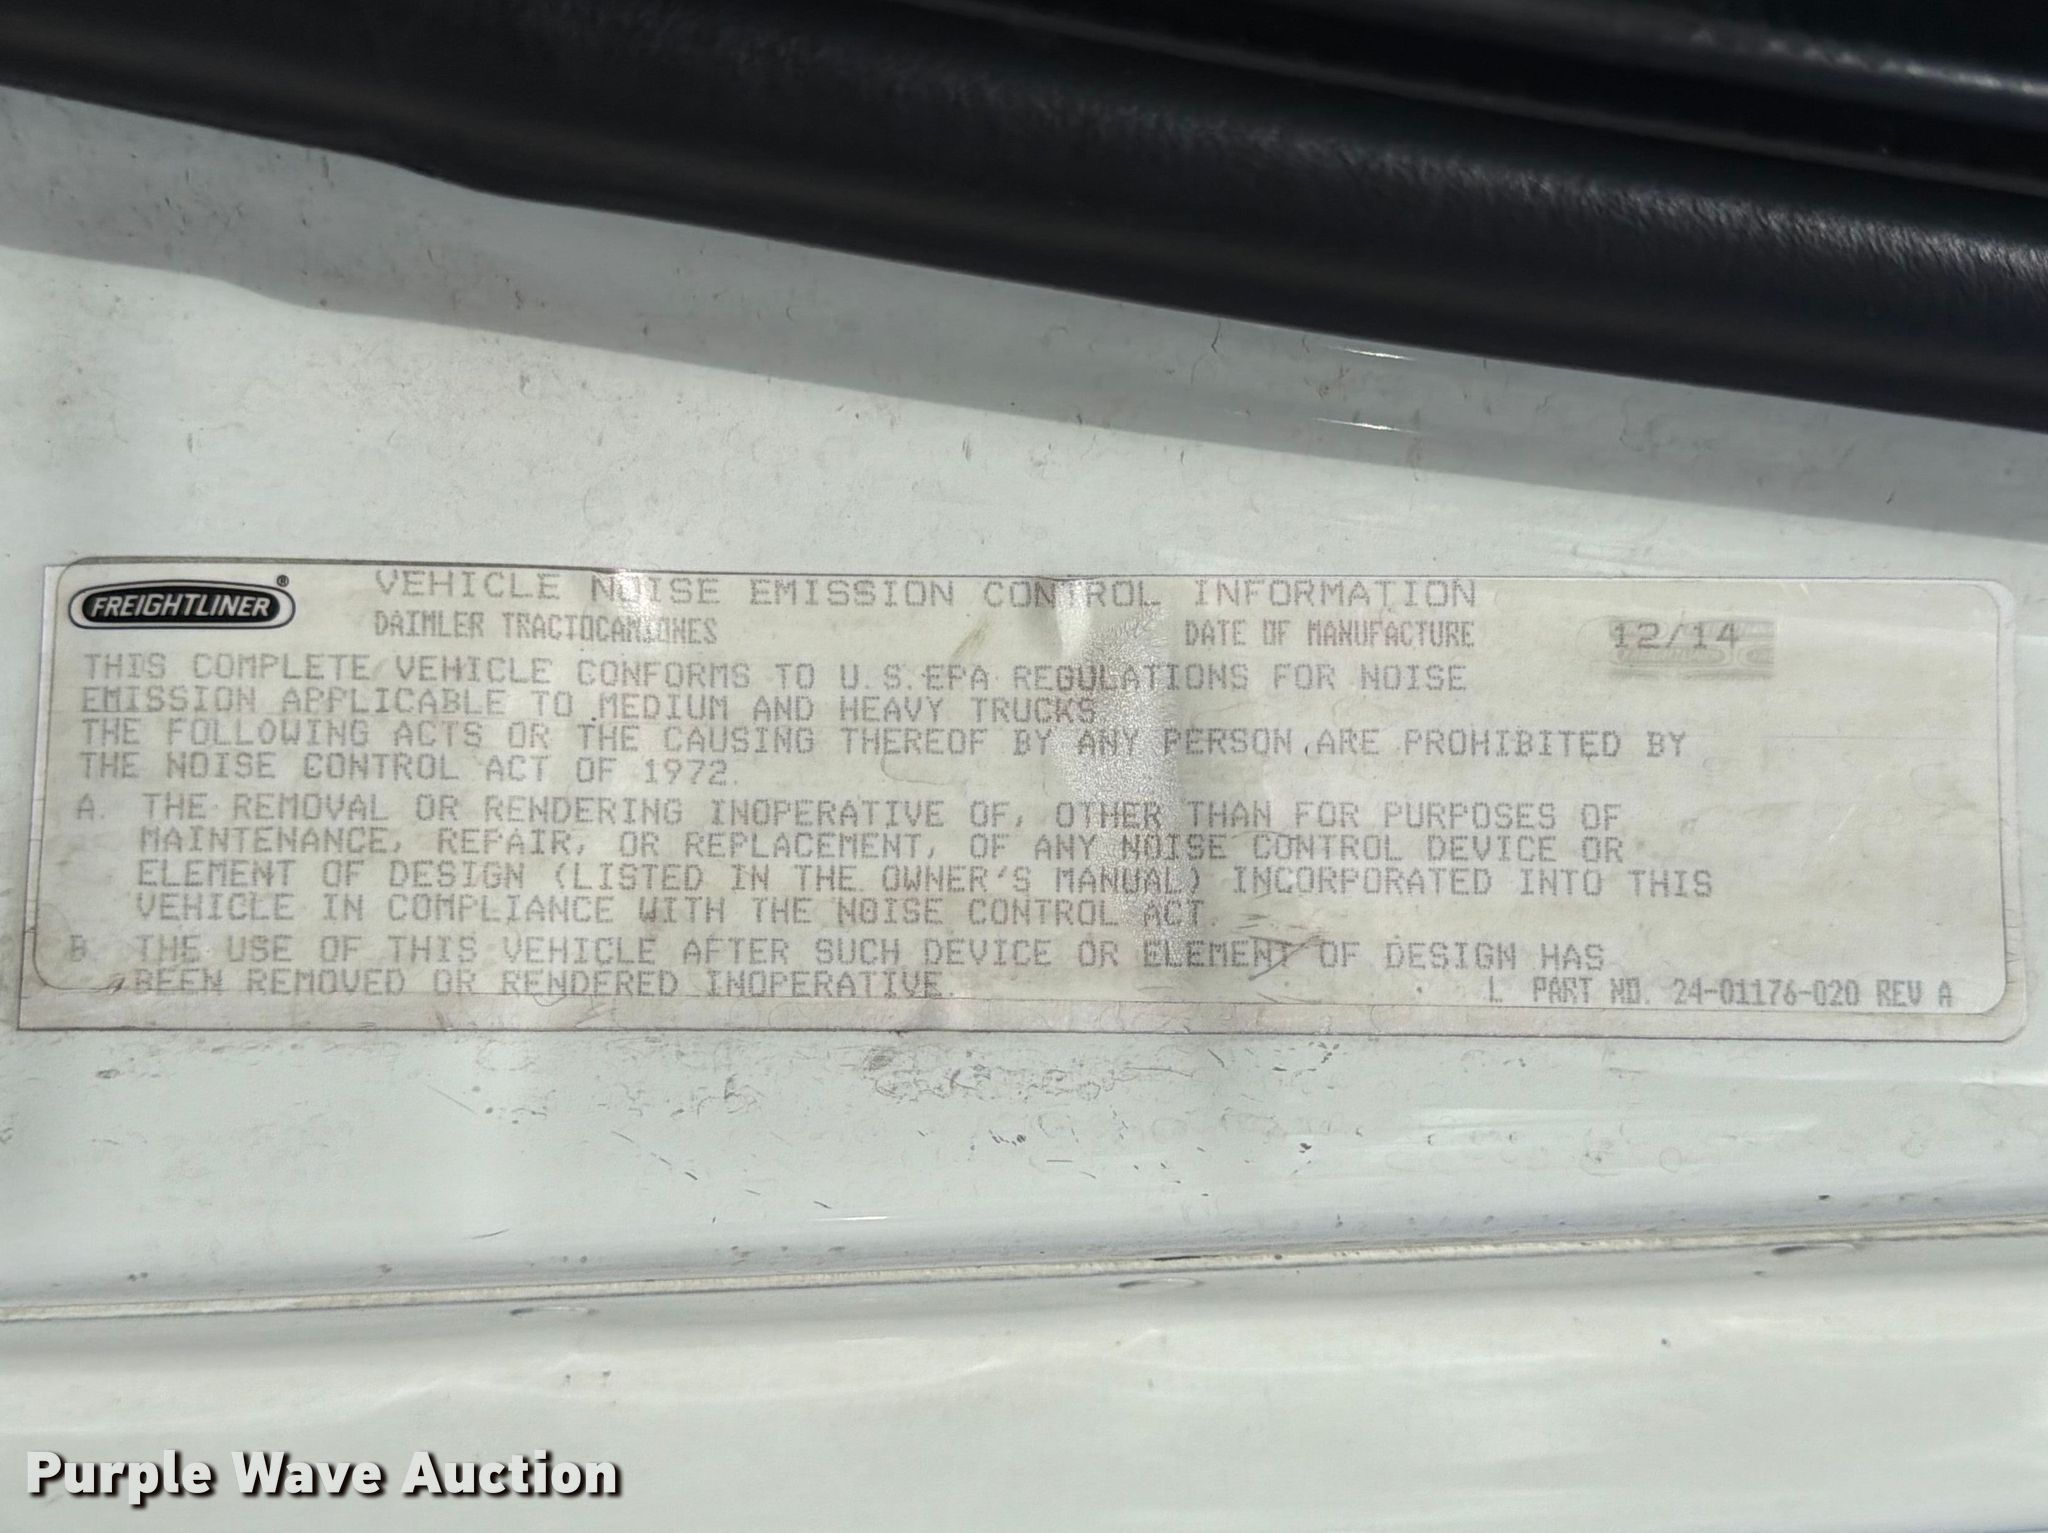 FREIGHTLINER ®
VEHICLE NOISE EMISSION CONTROL INFORMATION
DAIMLER TRACTOCAMIONES DATE OF MANUFACTURE 12/14
THIS COMPLETE VEHICLE CONFORMS TO U.S.EPA REGULATIONS FOR NOISE
EMISSION APPLICABLE TO MEDIUM AND HEAVY TRUCKS
THE FOLLOWING ACTS OR THE CAUSING THEREOF BY ANY PERSON ARE PROHIBITED BY
THE NOISE CONTROL ACT OF 1972.
A. THE REMOVAL OR RENDERING INOPERATIVE OF, OTHER THAN FOR PURPOSES OF
MAINTENANCE, REPAIR, OR REPLACEMENT, OF ANY NOISE CONTROL DEVICE OR
ELEMENT OF DESIGN (LISTED IN THE OWNER'S MANUAL) INCORPORATED INTO THIS
VEHICLE IN COMPLIANCE WITH THE NOISE CONTROL ACT.
B. THE USE OF THIS VEHICLE AFTER SUCH DEVICE OR ELEMENT OF DESIGN HAS
BEEN REMOVED OR RENDERED INOPERATIVE.
L PART NO. 24-01176-020 REV A
Purple Wave Auction